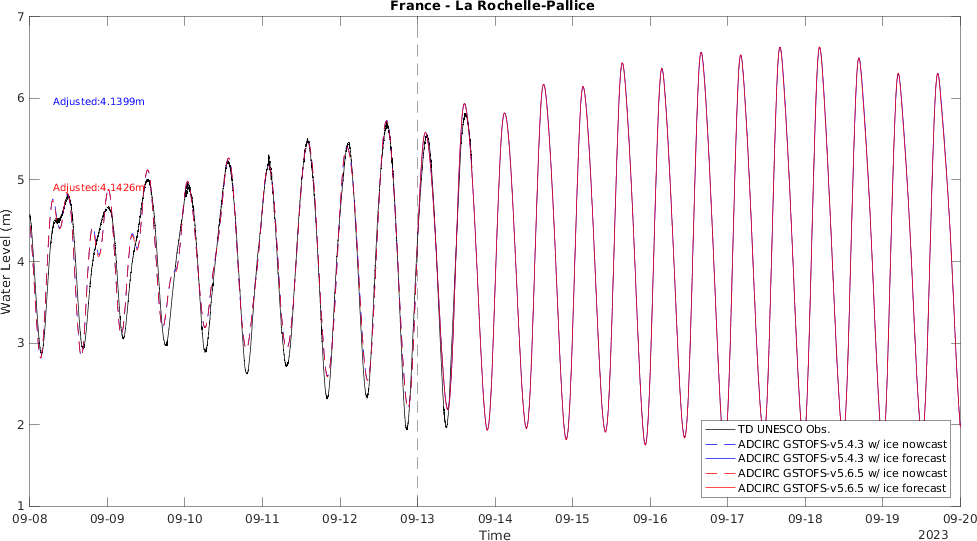 France - La Rochelle-Pallice
Water Level (m)
7
6
5
4
3
2
1
Adjusted:4.1399m
Adjusted:4.1426m
TD UNESCO Obs.
ADCIRC GSTOFS-v5.4.3 w/ ice nowcast
ADCIRC GSTOFS-v5.4.3 w/ ice forecast
ADCIRC GSTOFS-v5.6.5 w/ ice nowcast
ADCIRC GSTOFS-v5.6.5 w/ ice forecast
09-08 09-09 09-10 09-11 09-12 09-13 09-14 09-15 09-16 09-17 09-18 09-19 09-20
Time
2023